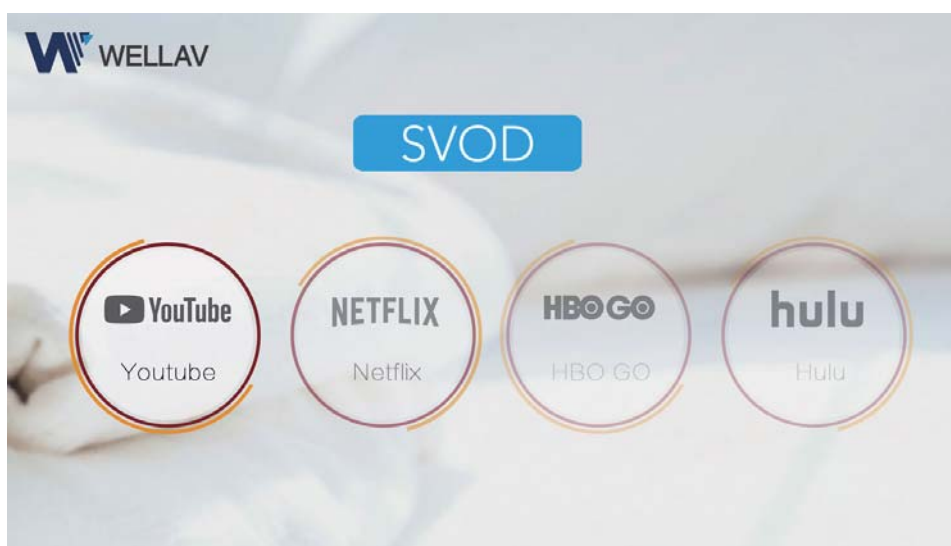 WELLAV
SVOD
YouTube
NETFLIX
HBO GO
hulu
Youtube
Netflix
HBO GO
Hulu